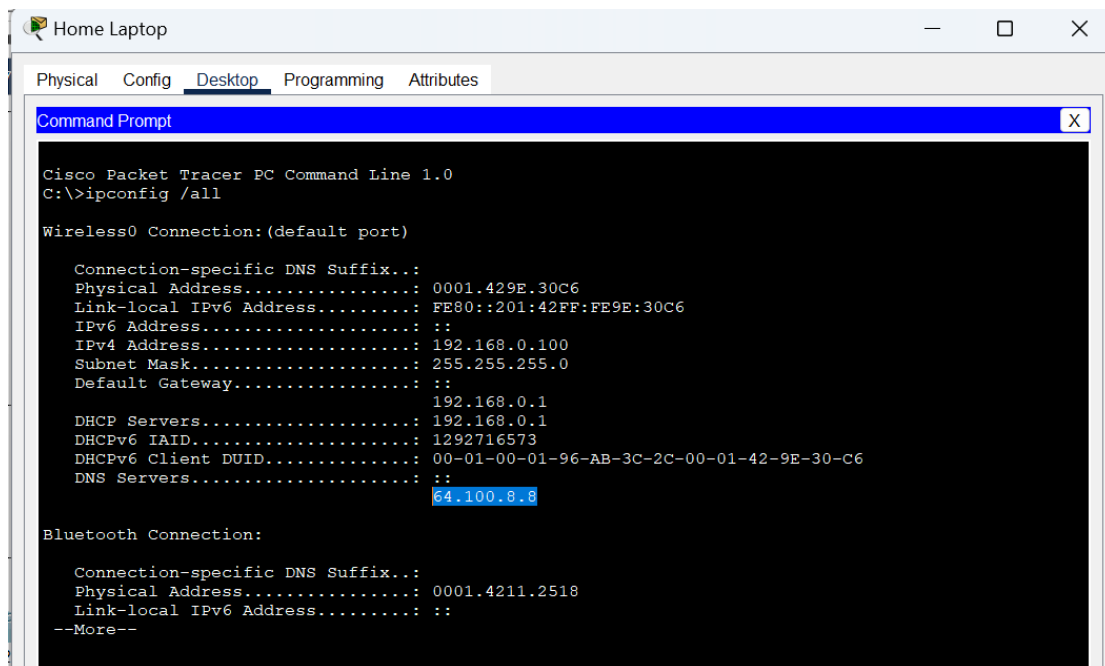 Home Laptop
Physical Config Desktop Programming Attributes
Command Prompt X
Cisco Packet Tracer PC Command Line 1.0
C:\>ipconfig /all
Wireless0 Connection:(default port)
Connection-specific DNS Suffix..:
Physical Address................: 0001.429E.30C6
Link-local IPv6 Address.........: FE80::201:42FF:FE9E:30C6
IPv6 Address....................: ::
IPv4 Address....................: 192.168.0.100
Subnet Mask.....................: 255.255.255.0
Default Gateway.................: ::
192.168.0.1
DHCP Servers....................: 192.168.0.1
DHCPv6 IAID.....................: 1292716573
DHCPv6 Client DUID..............: 00-01-00-01-96-AB-3C-2C-00-01-42-9E-30-C6
DNS Servers.....................: ::
64.100.8.8
Bluetooth Connection:
Connection-specific DNS Suffix..:
Physical Address................: 0001.4211.2518
Link-local IPv6 Address.........: ::
--More--